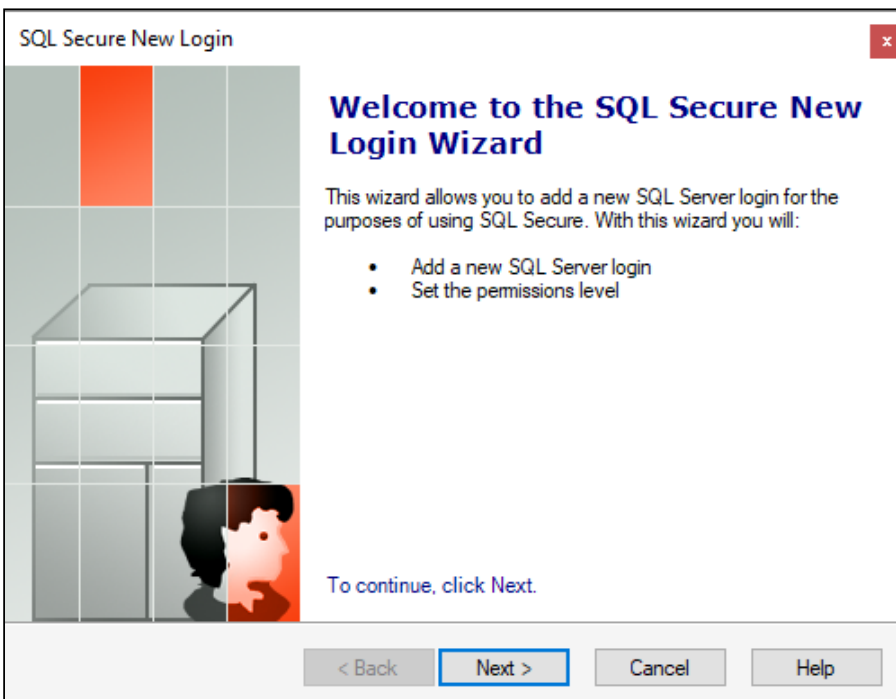 SQL Secure New Login
x
Welcome to the SQL Secure New
Login Wizard
This wizard allows you to add a new SQL Server login for the
purposes of using SQL Secure. With this wizard you will:
• Add a new SQL Server login
• Set the permissions level
To continue, click Next.
< Back Next > Cancel Help